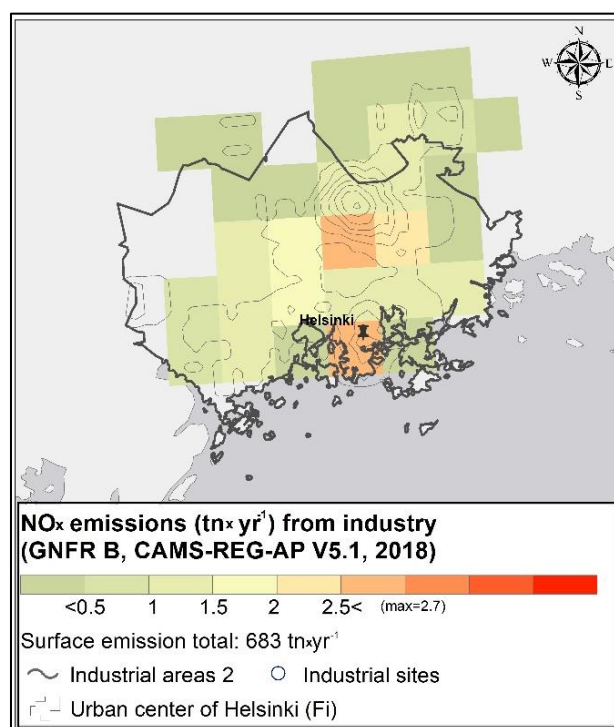 N
W E
S
Helsinki
NOx emissions (tnx yr-1) from industry
(GNFR B, CAMS-REG-AP V5.1, 2018)
<0.5 1 1.5 2 2.5< (max=2.7)
Surface emission total: 683 tnxyr-1
Industrial areas 2 Industrial sites
Urban center of Helsinki (Fi)